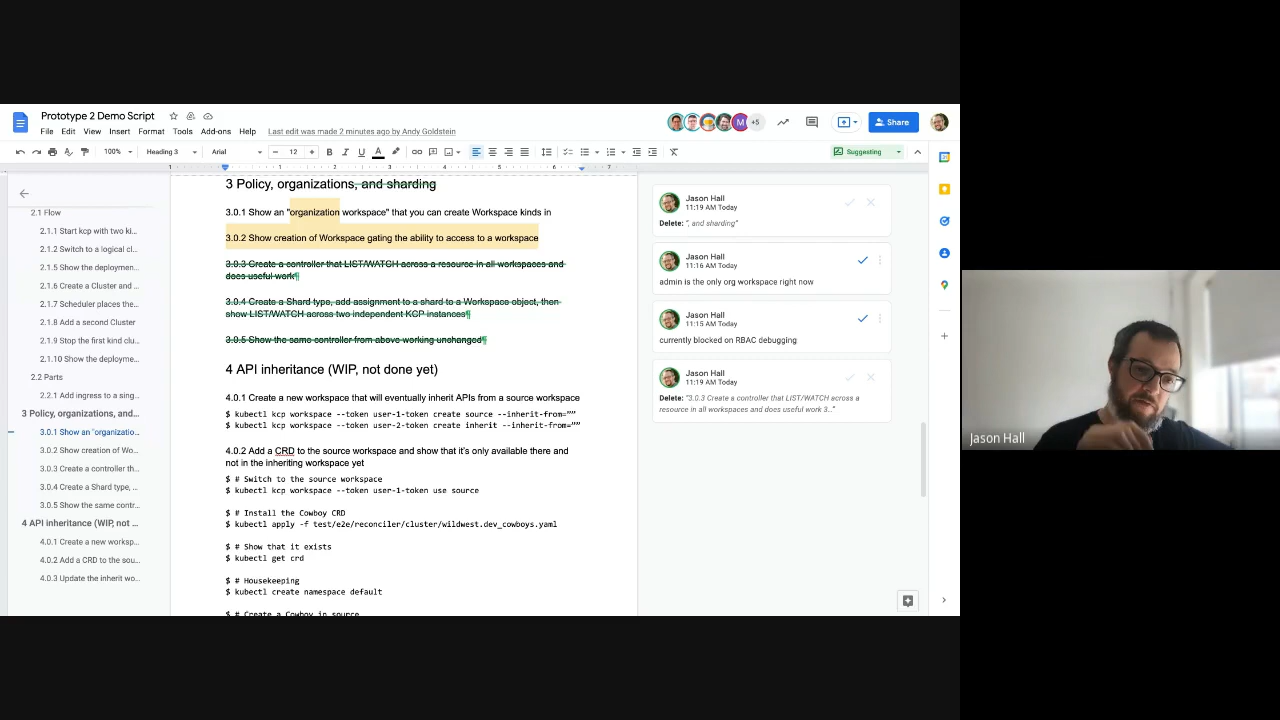 Prototype 2 Demo Script
File Edit View Insert Format Tools Add-ons Help Last edit was made 2 minutes ago by Andy Goldstein
M +5
Share
100% Heading 3 Arial 12 B I U A Suggesting
1 1 2 3 4 5 6 7
3 Policy, organizations, and sharding
3.0.1 Show an "organization workspace" that you can create Workspace kinds in
3.0.2 Show creation of Workspace gating the ability to access to a workspace
3.0.3 Create a controller that LIST/WATCH across a resource in all workspaces and
does useful work¶
3.0.4 Create a Shard type, add assignment to a shard to a Workspace object, then
show LIST/WATCH across two independent KCP instances¶
3.0.5 Show the same controller from above working unchanged¶
4 API inheritance (WIP, not done yet)
4.0.1 Create a new workspace that will eventually inherit APIs from a source workspace
$ kubectl kcp workspace --token user-1-token create source --inherit-from=””
$ kubectl kcp workspace --token user-2-token create inherit --inherit-from=””
4.0.2 Add a CRD to the source workspace and show that it's only available there and
not in the inheriting workspace yet
$ # Switch to the source workspace
$ kubectl kcp workspace --token user-1-token use source
$ # Install the Cowboy CRD
$ kubectl apply -f test/e2e/reconciler/cluster/wildwest.dev_cowboys.yaml
$ # Show that it exists
$ kubectl get crd
$ # Housekeeping
$ kubectl create namespace default
$ # Create a Cowboy in source
2.1 Flow
2.1.1 Start kcp with two ki...
2.1.2 Switch to a logical cl...
2.1.5 Show the deploymen...
2.1.6 Create a Cluster and ...
2.1.7 Scheduler places the...
2.1.8 Add a second Cluster
2.1.9 Stop the first kind clu...
2.1.10 Show the deployme...
2.2 Parts
2.2.1 Add ingress to a sing...
3 Policy, organizations, and...
3.0.1 Show an "organizatio...
3.0.2 Show creation of Wo...
3.0.3 Create a controller th...
3.0.4 Create a Shard type, ...
3.0.5 Show the same contr...
4 API inheritance (WIP, not ...
4.0.1 Create a new worksp...
4.0.2 Add a CRD to the sou...
4.0.3 Update the inherit wo...
Jason Hall
11:19 AM Today
Delete: ", and sharding"
Jason Hall
11:16 AM Today
admin is the only org workspace right now
Jason Hall
11:15 AM Today
currently blocked on RBAC debugging
Jason Hall
11:19 AM Today
Delete: "3.0.3 Create a controller that LIST/WATCH across a
resource in all workspaces and does useful work 3.."
Jason Hall